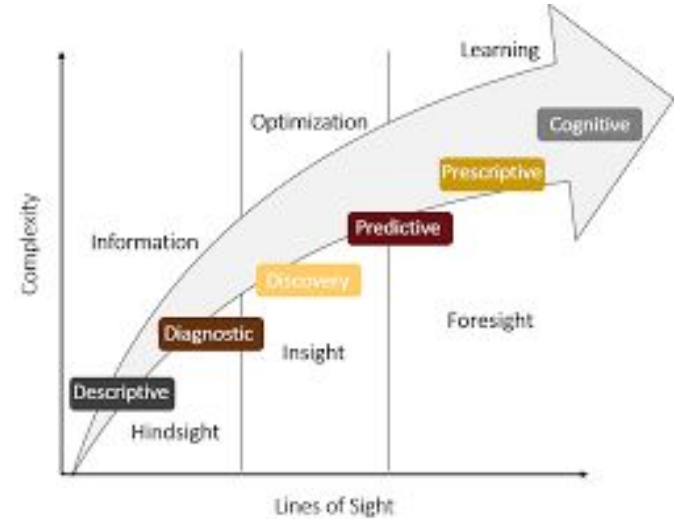 Learning
Cognitive
Optimization
Prescriptive
Predictive
Information
Discovery
Complexity
Diagnostic
Foresight
Insight
Descriptive
Hindsight
Lines of Sight